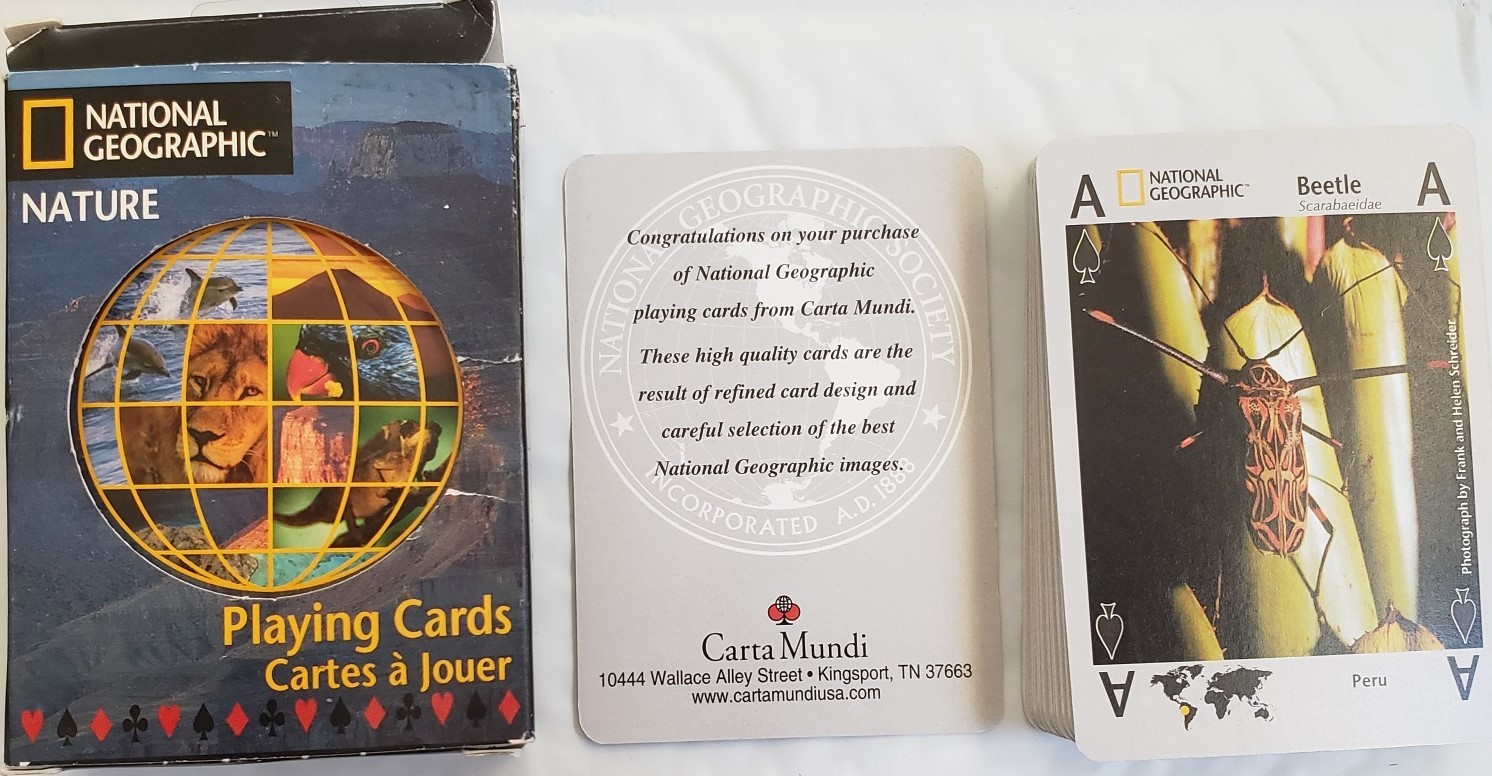 NATIONAL
GEOGRAPHIC™
NATURE
Playing Cards
Cartes à Jouer
NATIONAL GEOGRAPHIC SOCIETY
Congratulations on your purchase
of National Geographic
playing cards from Carta Mundi.
These high quality cards are the
result of refined card design and
careful selection of the best
National Geographic images.
INCORPORATED A.D. 1888
Carta Mundi
10444 Wallace Alley Street • Kingsport, TN 37663
www.cartamundiusa.com
A
NATIONAL
GEOGRAPHIC™
Beetle
Scarabaeidae
A
Photograph by Frank and Helen Schreider
A
Peru
A